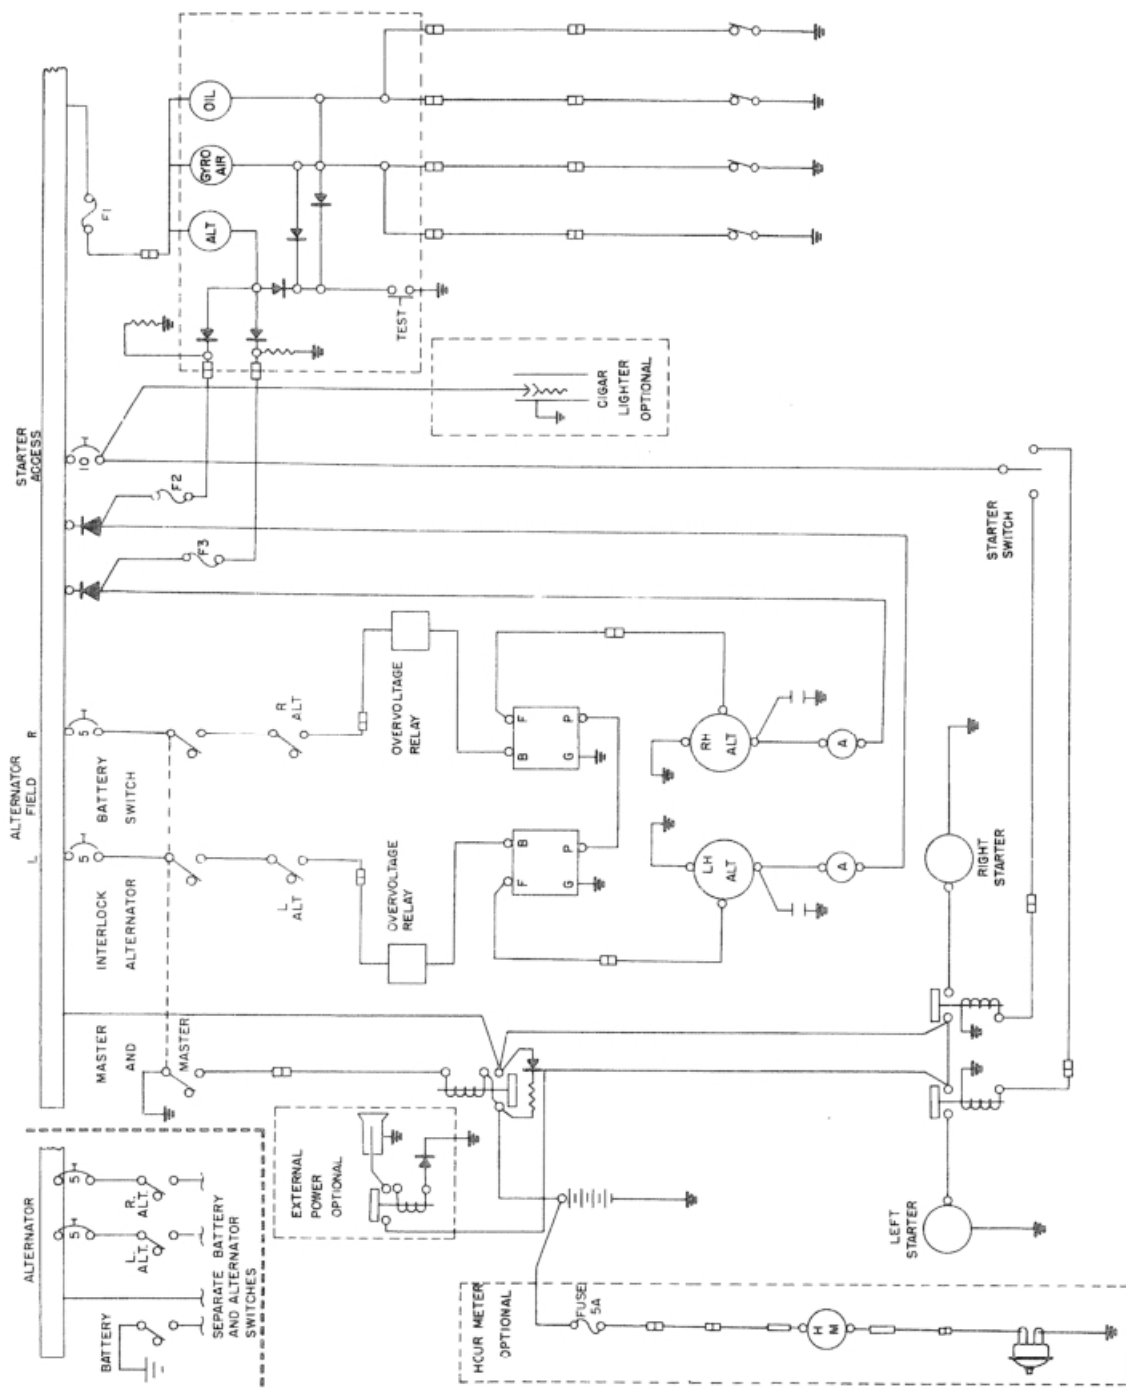 OIL
GYRO
AIR
ALT
F1
TEST
CIGAR
LIGHTER
OPTIONAL
STARTER
ACCESS
10
F2
F3
STARTER
SWITCH
ALTERNATOR
FIELD
L R
5
5
BATTERY
SWITCH
INTERLOCK
ALTERNATOR
MASTER
AND
MASTER
R
ALT
L
ALT
OVERVOLTAGE
RELAY
OVERVOLTAGE
RELAY
F
B
P
G
B
F
P
G
RH
ALT
LH
ALT
A
A
RIGHT
STARTER
LEFT
STARTER
EXTERNAL
POWER
OPTIONAL
ALTERNATOR
5
5
R.
ALT.
L.
ALT.
BATTERY
SEPARATE BATTERY
AND ALTERNATOR
SWITCHES
HOUR METER
OPTIONAL
FUSE
5A
H
M